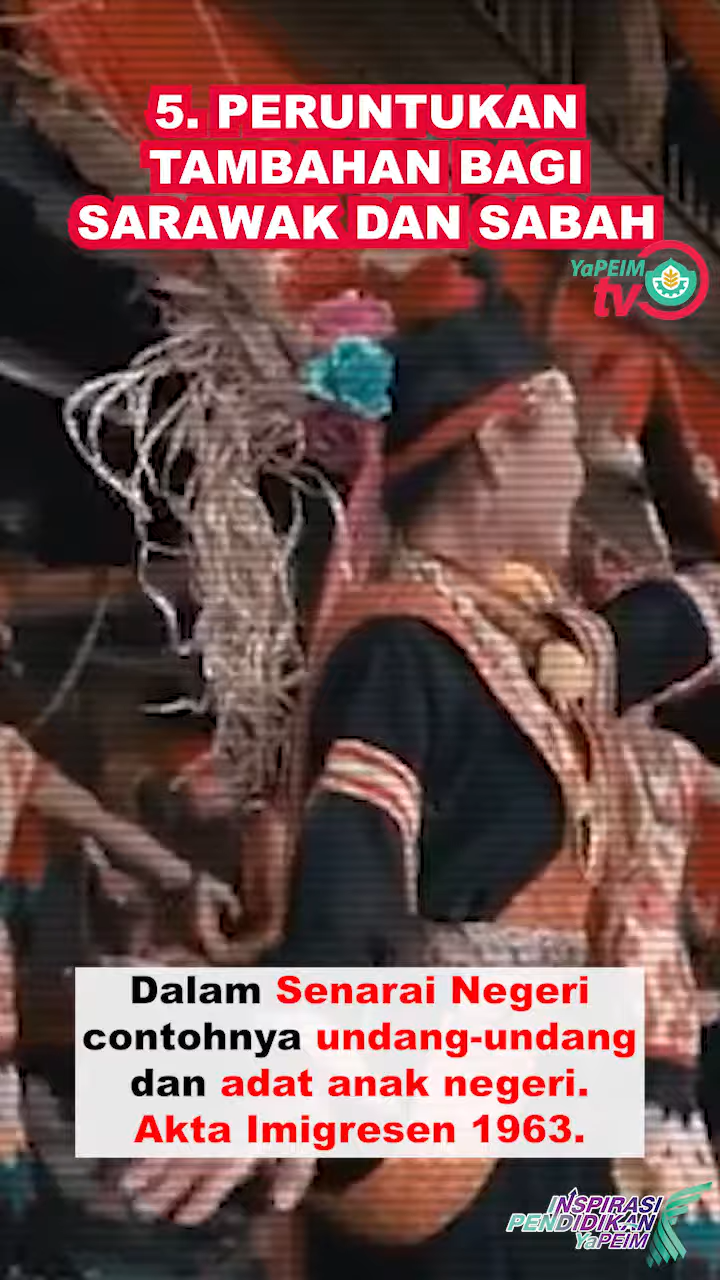 5. PERUNTUKAN
TAMBAHAN BAGI
SARAWAK DAN SABAH
YaPEIM
tv
Dalam Senarai Negeri
contohnya undang-undang
dan adat anak negeri.
Akta Imigresen 1963.
INSPIRASI
PENDIDIKAN
YaPEIM